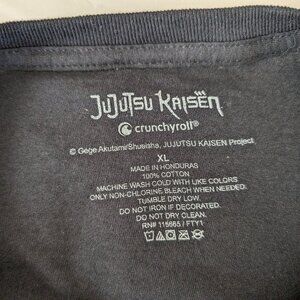 JUJUTSU KAISEN
crunchyroll®
© Gege Akutami/Shueisha, JUJUTSU KAISEN Project
XL
MADE IN HONDURAS
100% COTTON
MACHINE WASH COLD WITH LIKE COLORS
ONLY NON-CHLORINE BLEACH WHEN NEEDED.
TUMBLE DRY LOW.
DO NOT IRON IF DECORATED.
DO NOT DRY CLEAN.
RN# 115665 / FTY1